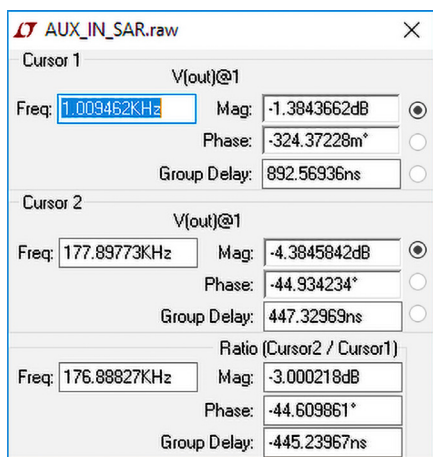 AUX_IN_SAR.raw
Cursor 1
V(out)@1
Freq: 1.009462KHz Mag: -1.3843662dB
Phase: -324.37228m°
Group Delay: 892.56936ns
Cursor 2
V(out)@1
Freq: 177.89773KHz Mag: -4.3845842dB
Phase: -44.934234°
Group Delay: 447.32969ns
Ratio (Cursor2 / Cursor1)
Freq: 176.88827KHz Mag: -3.000218dB
Phase: -44.609861°
Group Delay: -445.23967ns